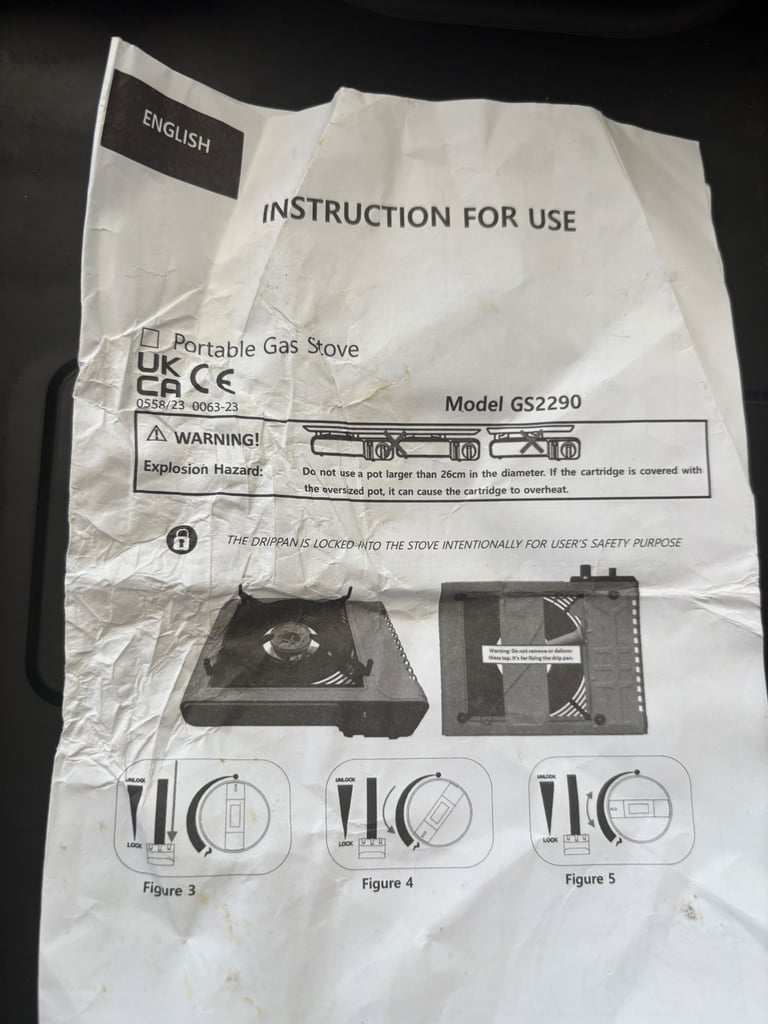 ENGLISH
INSTRUCTION FOR USE
Portable Gas Stove
UK
CA CE
0558/23 0063-23
Model GS2290
WARNING!
Explosion Hazard: Do not use a pot larger than 26cm in the diameter. If the cartridge is covered with
the oversized pot, it can cause the cartridge to overheat.
THE DRIPPAN IS LOCKED INTO THE STOVE INTENTIONALLY FOR USER'S SAFETY PURPOSE
Warning: Do not remove or deform
these tap. It's for fixing the drip pan.
UNLOCK
LOCK
Figure 3
UNLOCK
LOCK
Figure 4
UNLOCK
LOCK
Figure 5